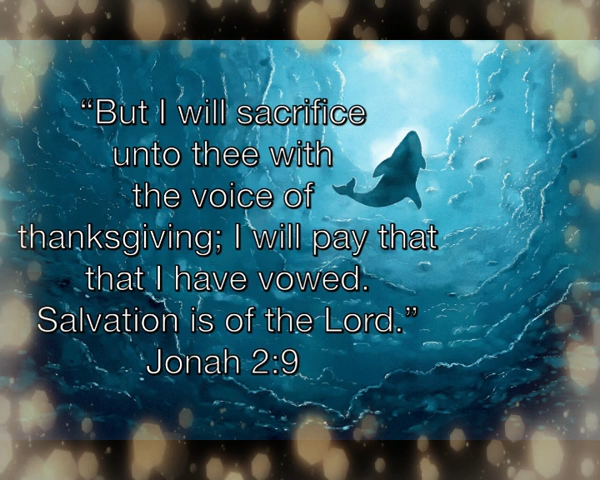 “But I will sacrifice
unto thee with
the voice of
thanksgiving; I will pay that
that I have vowed.
Salvation is of the Lord.”
Jonah 2:9